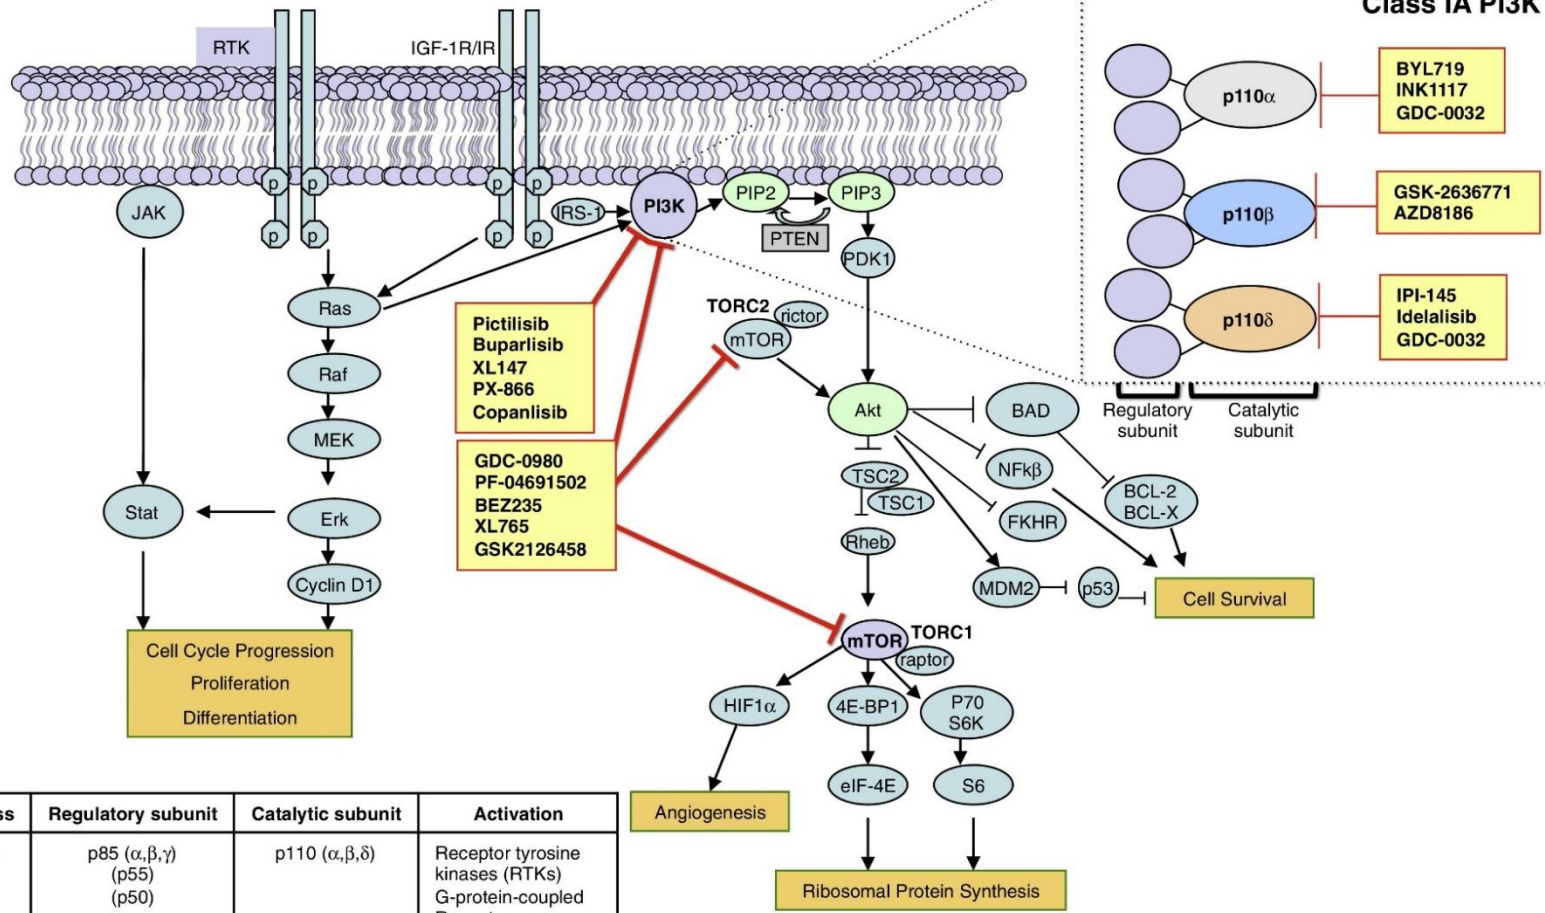 Class IA PI3K
RTK
IGF-1R/IR
p
p
p
p
p
p
p
p
JAK
IRS-1
PI3K
PIP2
PIP3
PTEN
PDK1
Ras
Raf
MEK
Erk
Stat
Cyclin D1
Cell Cycle Progression
Proliferation
Differentiation
Pictilisib
Buparlisib
XL147
PX-866
Copanlisib
GDC-0980
PF-04691502
BEZ235
XL765
GSK2126458
TORC2
rictor
mTOR
Akt
BAD
NFkβ
FKHR
BCL-2
BCL-X
TSC2
TSC1
Rheb
MDM2
p53
Cell Survival
mTOR
TORC1
raptor
HIF1α
4E-BP1
P70
S6K
eIF-4E
S6
Angiogenesis
Ribosomal Protein Synthesis
p110α
BYL719
INK1117
GDC-0032
p110β
GSK-2636771
AZD8186
p110δ
IPI-145
Idelalisib
GDC-0032
Regulatory
subunit
Catalytic
subunit
Regulatory subunit
Catalytic subunit
Activation
p85 (α,β,γ)
(p55)
(p50)
p110 (α,β,δ)
Receptor tyrosine
kinases (RTKs)
G-protein-coupled